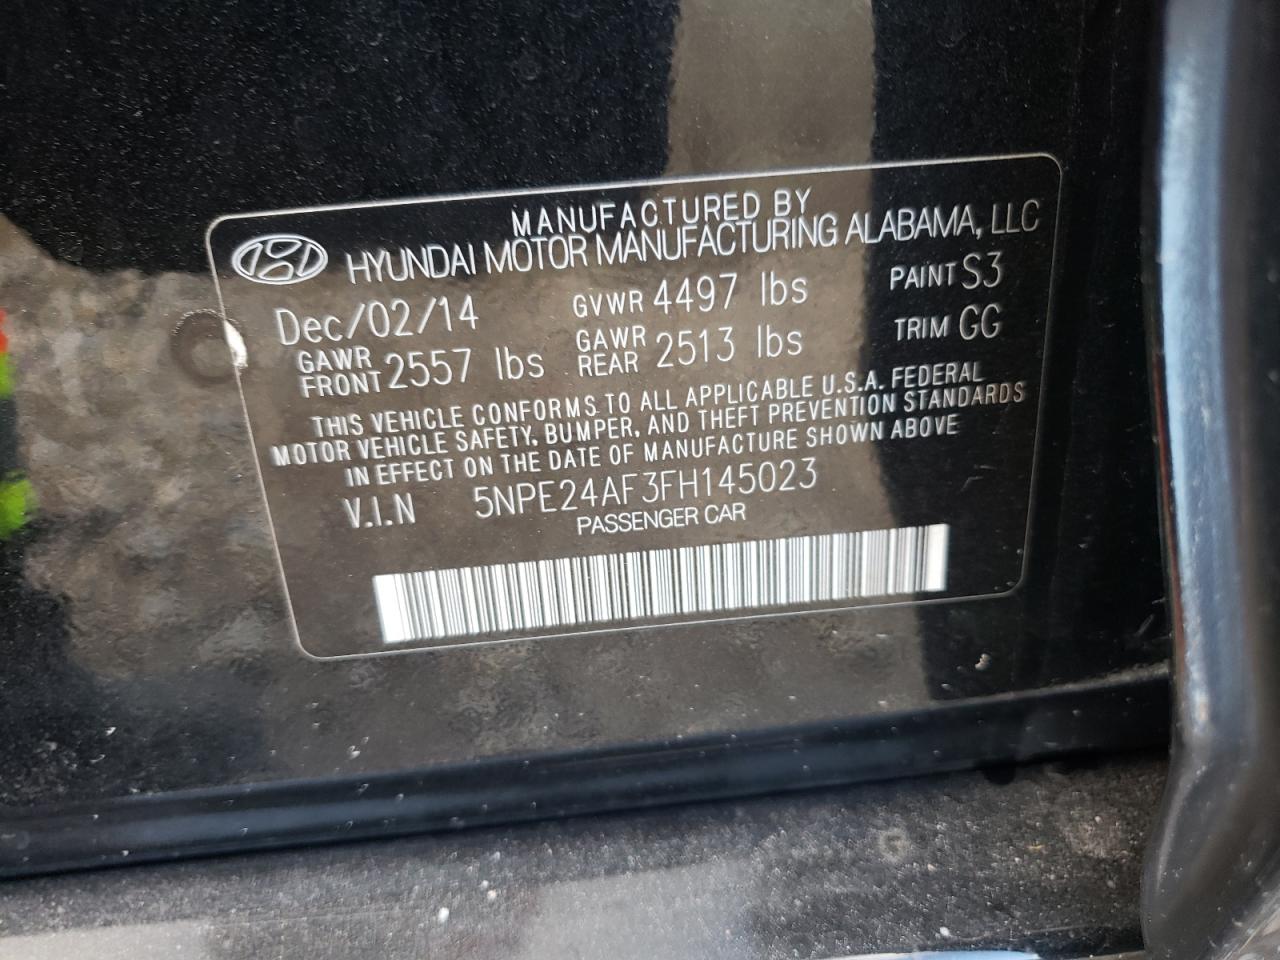 MANUFACTURED BY
HYUNDAI MOTOR MANUFACTURING ALABAMA, LLC
Dec/02/14 GVWR 4497 lbs PAINT S3
GAWR FRONT 2557 lbs GAWR REAR 2513 lbs TRIM GG
THIS VEHICLE CONFORMS TO ALL APPLICABLE U.S.A. FEDERAL
MOTOR VEHICLE SAFETY, BUMPER, AND THEFT PREVENTION STANDARDS
IN EFFECT ON THE DATE OF MANUFACTURE SHOWN ABOVE
V.I.N 5NPE24AF3FH145023
PASSENGER CAR